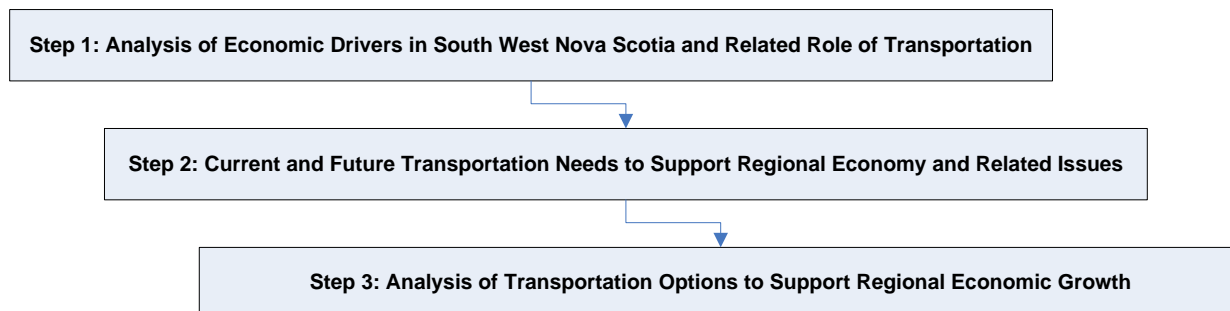 Step 1: Analysis of Economic Drivers in South West Nova Scotia and Related Role of Transportation
Step 2: Current and Future Transportation Needs to Support Regional Economy and Related Issues
Step 3: Analysis of Transportation Options to Support Regional Economic Growth